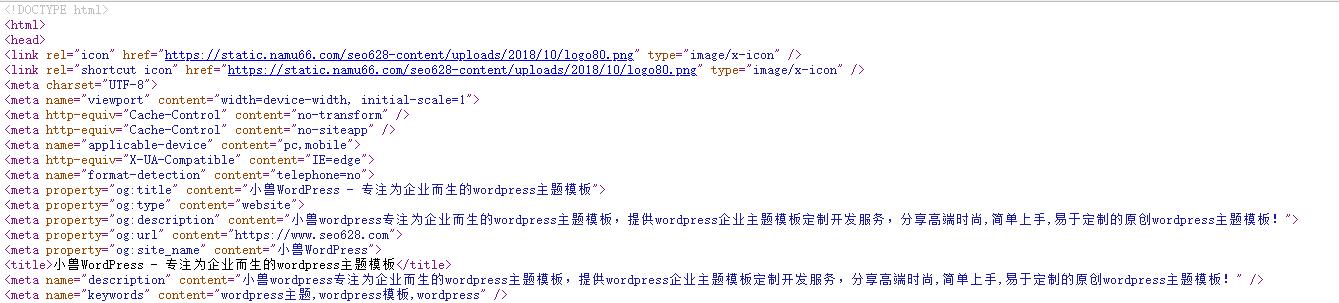 <!DOCTYPE html>
<html>
<head>
<link rel="icon" href="https://static.namu66.com/seo628-content/uploads/2018/10/logo80.png" type="image/x-icon" />
<link rel="shortcut icon" href="https://static.namu66.com/seo628-content/uploads/2018/10/logo80.png" type="image/x-icon" />
<meta charset="UTF-8">
<meta name="viewport" content="width=device-width, initial-scale=1">
<meta http-equiv="Cache-Control" content="no-transform" />
<meta http-equiv="Cache-Control" content="no-siteapp" />
<meta name="applicable-device" content="pc,mobile">
<meta http-equiv="X-UA-Compatible" content="IE=edge">
<meta name="format-detection" content="telephone=no">
<meta property="og:title" content="小兽WordPress - 专注为企业而生的wordpress主题模板">
<meta property="og:type" content="website">
<meta property="og:description" content="小兽wordpress专注为企业而生的wordpress主题模板，提供wordpress企业主题模板定制开发服务，分享高端时尚,简单上手,易于定制的原创wordpress主题模板！">
<meta property="og:url" content="https://www.seo628.com">
<meta property="og:site_name" content="小兽WordPress">
<title>小兽WordPress - 专注为企业而生的wordpress主题模板</title>
<meta name="description" content="小兽wordpress专注为企业而生的wordpress主题模板，提供wordpress企业主题模板定制开发服务，分享高端时尚,简单上手,易于定制的原创wordpress主题模板！" />
<meta name="keywords" content="wordpress主题,wordpress模板,wordpress" />